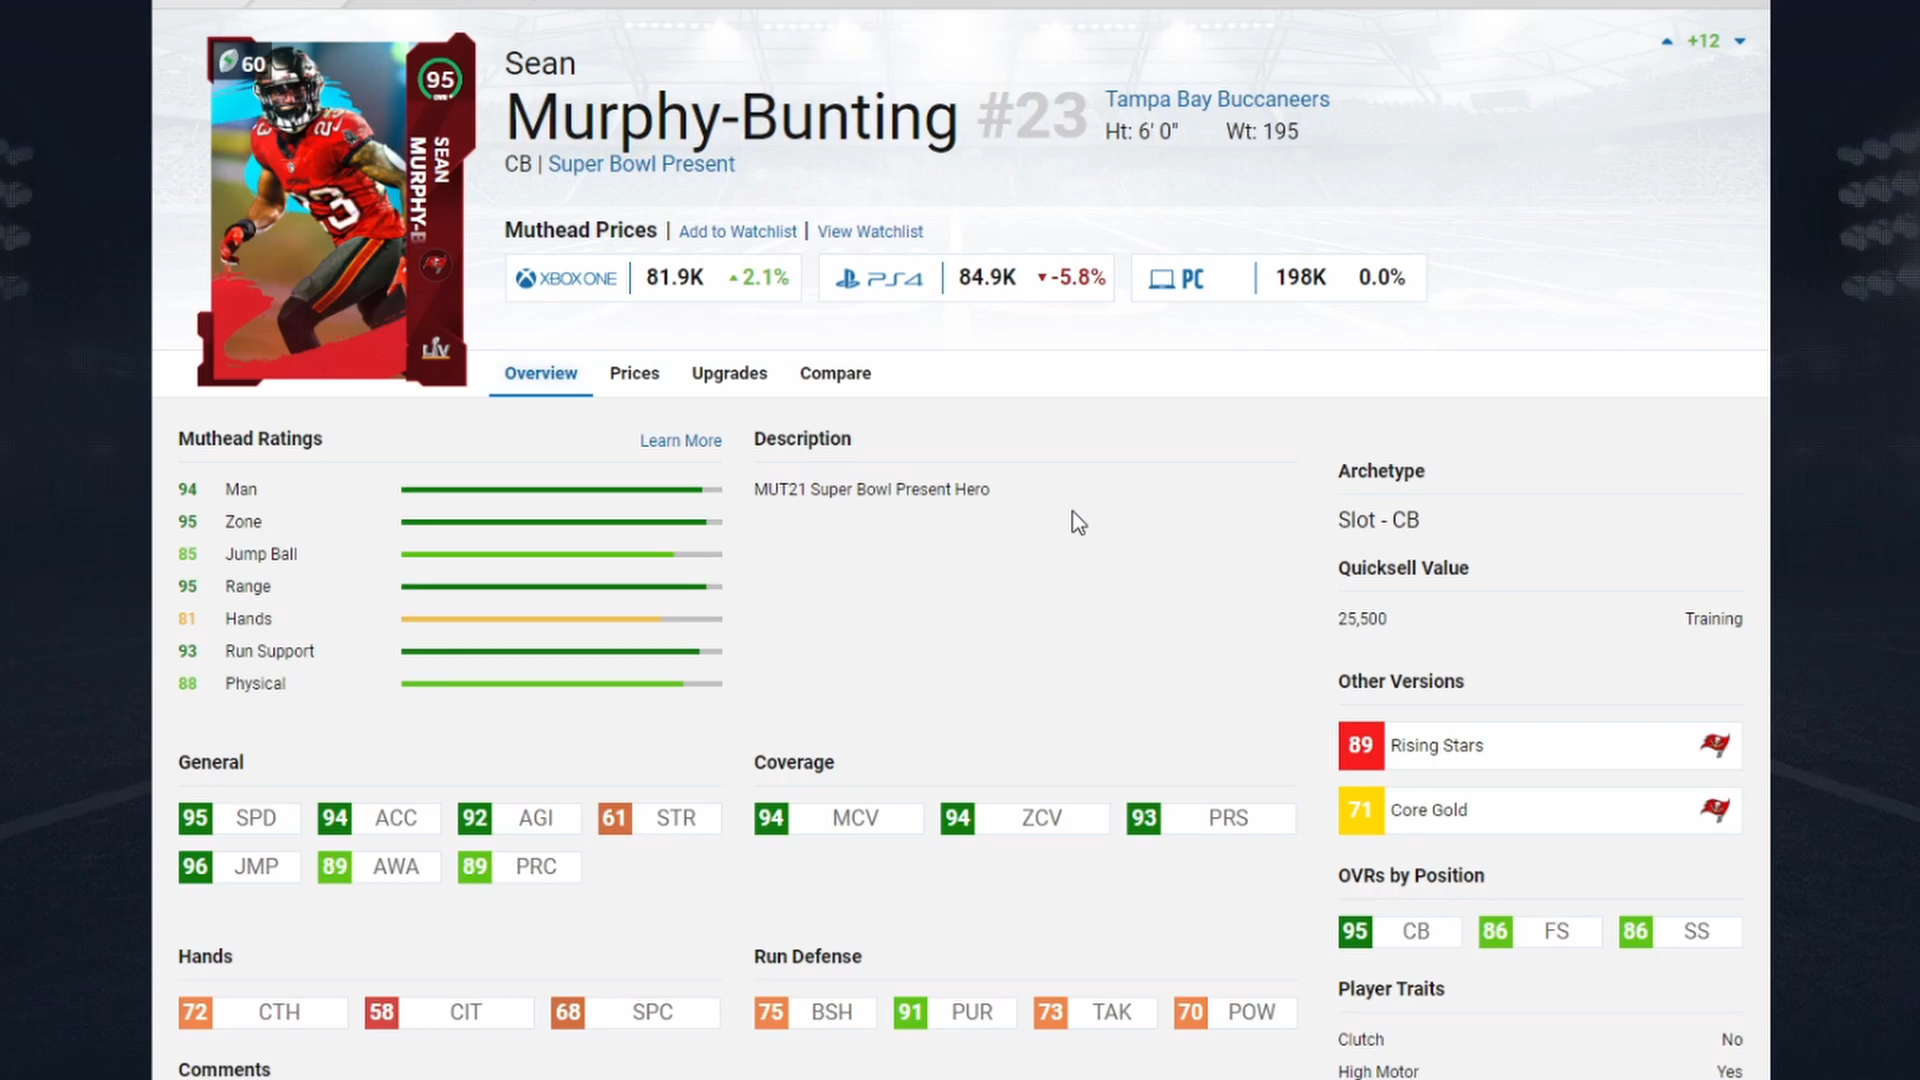 60
95
OVR
SEAN
MURPHY-B
LIV
Sean
Murphy-Bunting #23
Tampa Bay Buccaneers
Ht: 6' 0" Wt: 195
CB | Super Bowl Present
+12
Muthead Prices | Add to Watchlist | View Watchlist
XBOX ONE 81.9K 2.1%
PS4 84.9K -5.8%
PC 198K 0.0%
Overview Prices Upgrades Compare
Muthead Ratings Learn More
94 Man
95 Zone
85 Jump Ball
95 Range
81 Hands
93 Run Support
88 Physical
Description
MUT21 Super Bowl Present Hero
Archetype
Slot - CB
Quicksell Value
25,500 Training
Other Versions
89 Rising Stars
71 Core Gold
OVRs by Position
95 CB 86 FS 86 SS
Player Traits
Clutch No
High Motor Yes
General
95 SPD 94 ACC 92 AGI 61 STR
96 JMP 89 AWA 89 PRC
Coverage
94 MCV 94 ZCV 93 PRS
Hands
72 CTH 58 CIT 68 SPC
Run Defense
75 BSH 91 PUR 73 TAK 70 POW
Comments